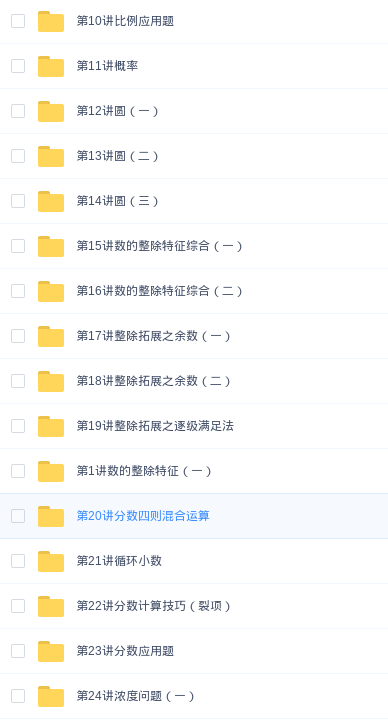 第10讲比例应用题
第11讲概率
第12讲圆（一）
第13讲圆（二）
第14讲圆（三）
第15讲数的整除特征综合（一）
第16讲数的整除特征综合（二）
第17讲整除拓展之余数（一）
第18讲整除拓展之余数（二）
第19讲整除拓展之逐级满足法
第1讲数的整除特征（一）
第20讲分数四则混合运算
第21讲循环小数
第22讲分数计算技巧（裂项）
第23讲分数应用题
第24讲浓度问题（一）